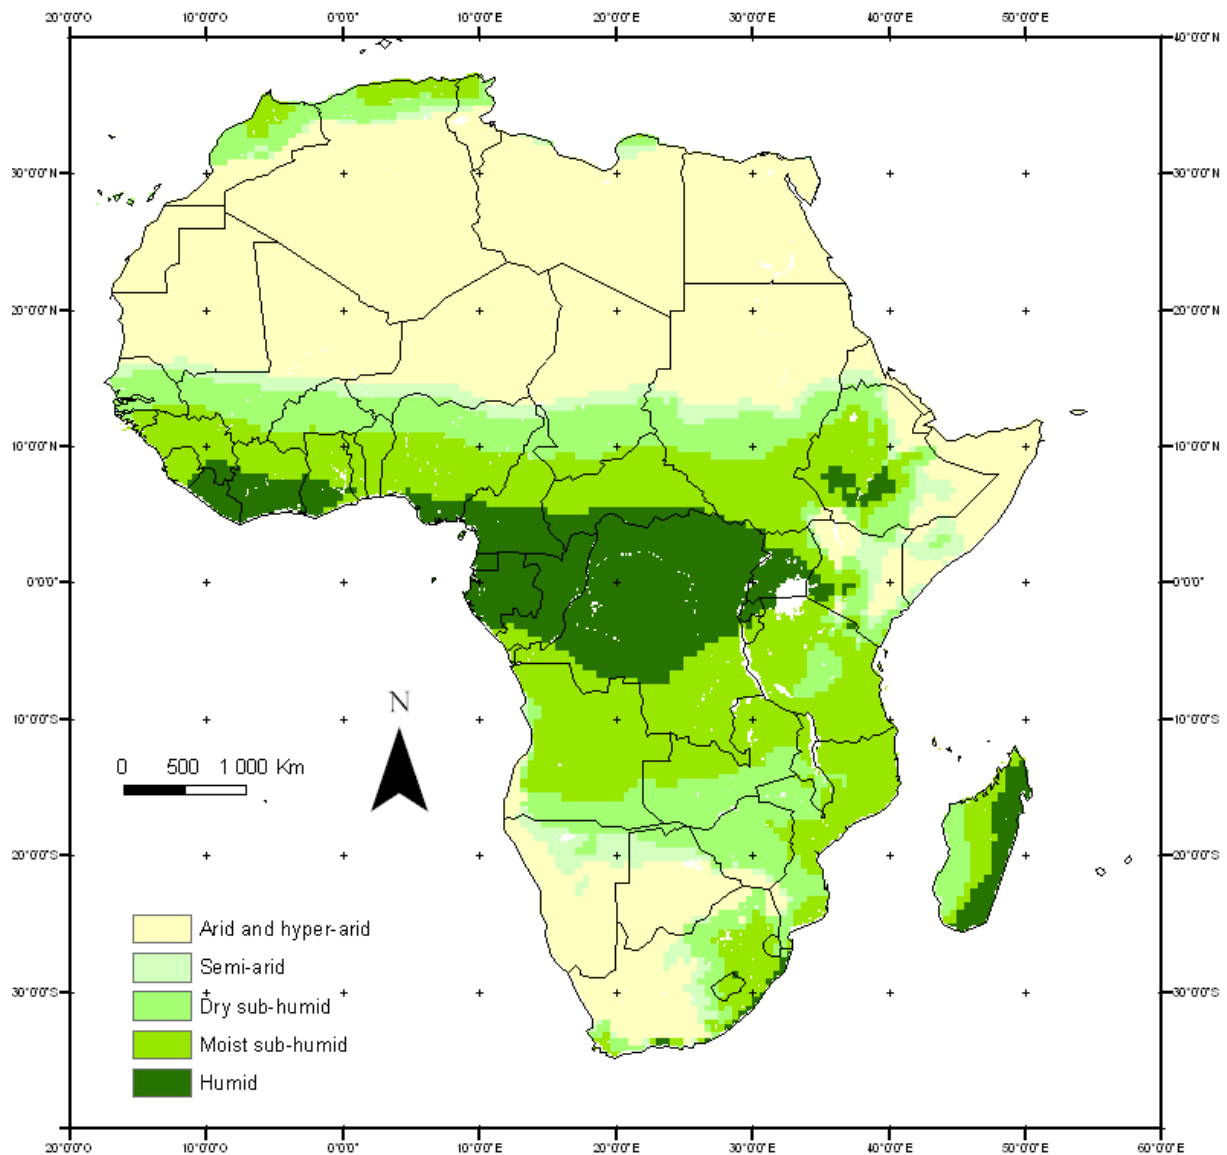 20°0'0"O 10°0'0"O 0°0'0" 10°0'0"E 20°0'0"E 30°0'0"E 40°0'0"E 50°0'0"E
40°0'0"N
30°0'0"N 30°0'0"N
20°0'0"N 20°0'0"N
10°0'0"N 10°0'0"N
0°0'0" 0°0'0"
N
10°0'0"S 10°0'0"S
0 500 1 000 Km
20°0'0"S 20°0'0"S
Arid and hyper-arid
Semi-arid
30°0'0"S 30°0'0"S
Dry sub-humid
Moist sub-humid
Humid
20°0'0"O 10°0'0"O 0°0'0" 10°0'0"E 20°0'0"E 30°0'0"E 40°0'0"E 50°0'0"E 60°0'0"E